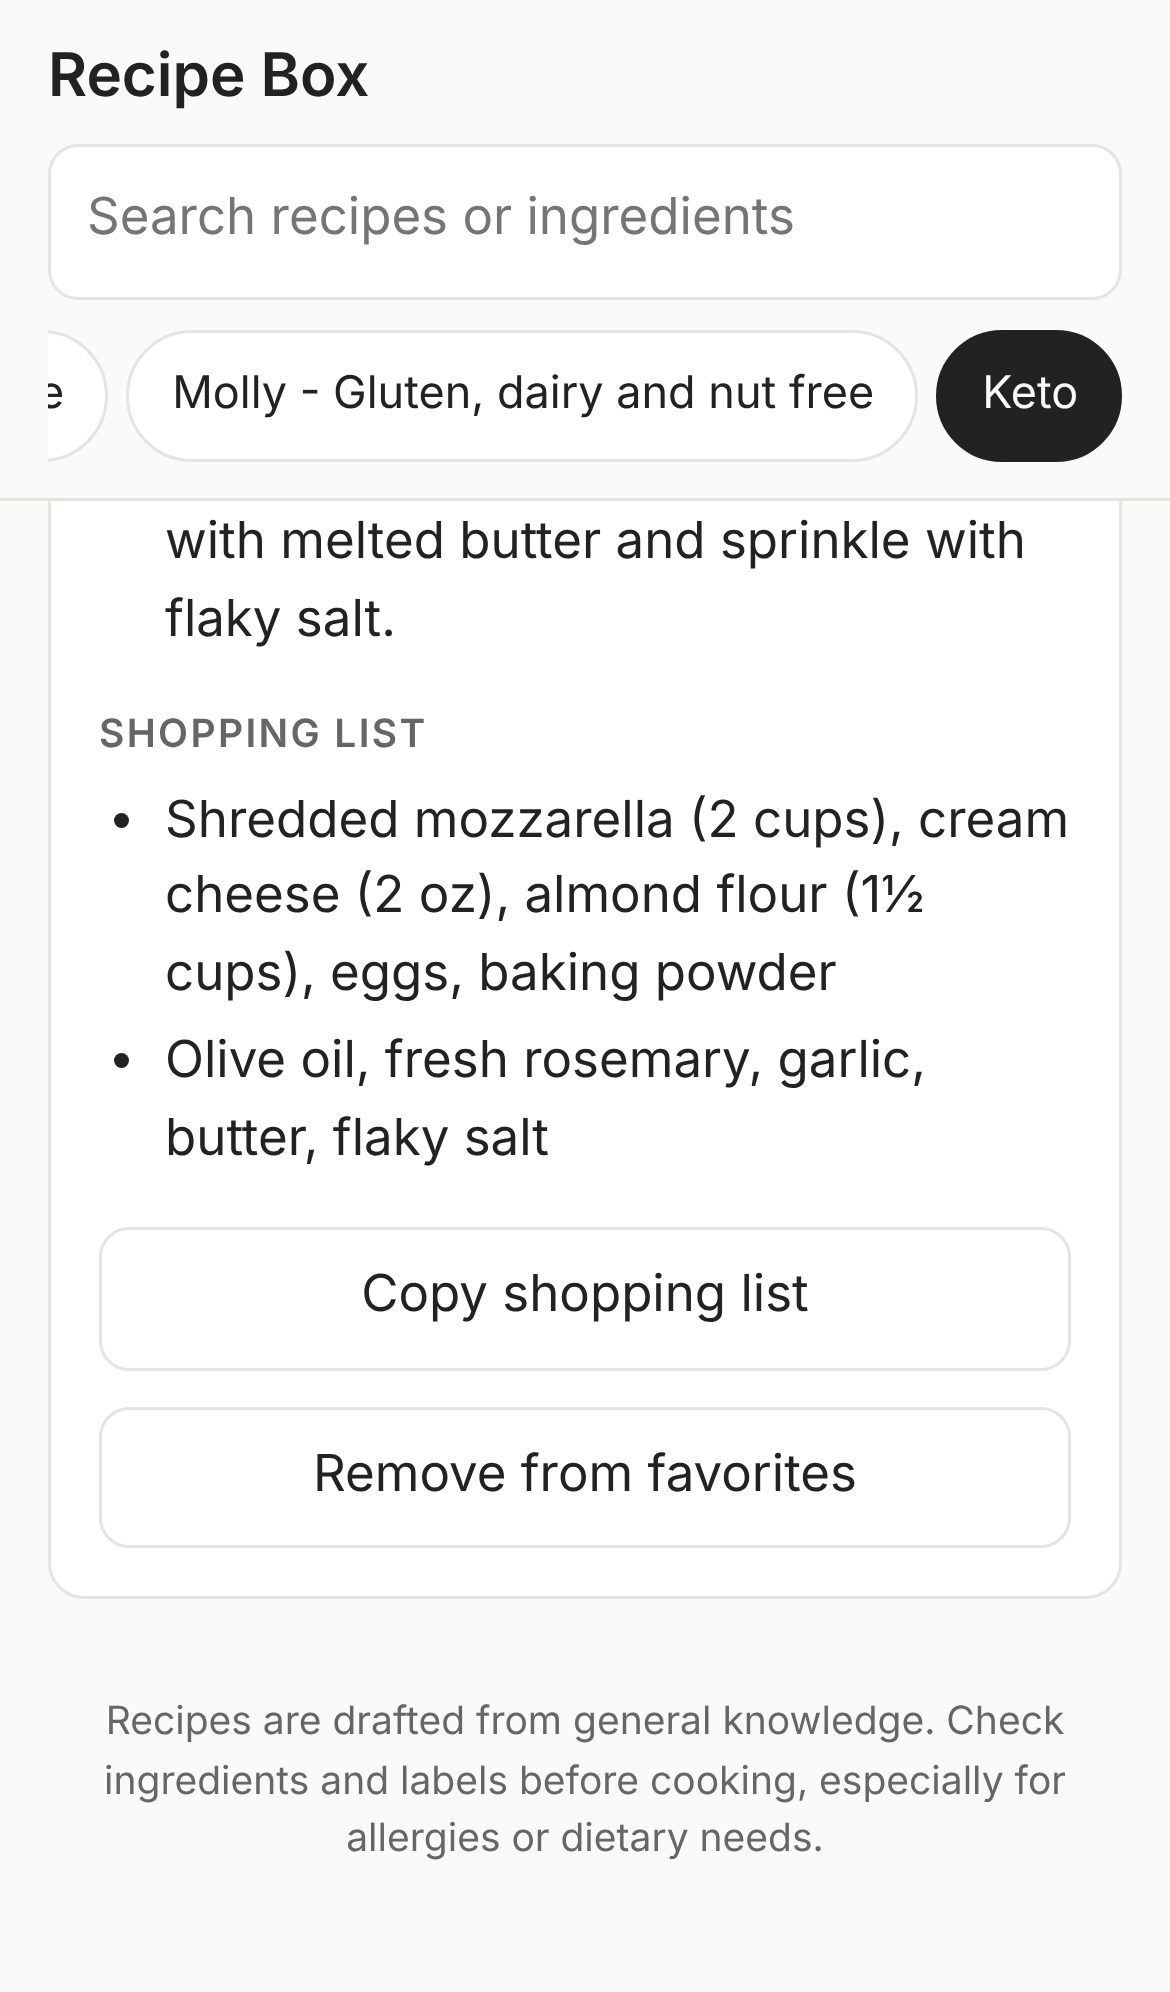 Recipe Box
Search recipes or ingredients
e
Molly - Gluten, dairy and nut free
Keto
with melted butter and sprinkle with
flaky salt.
SHOPPING LIST
• Shredded mozzarella (2 cups), cream
cheese (2 oz), almond flour (1½
cups), eggs, baking powder
• Olive oil, fresh rosemary, garlic,
butter, flaky salt
Copy shopping list
Remove from favorites
Recipes are drafted from general knowledge. Check
ingredients and labels before cooking, especially for
allergies or dietary needs.